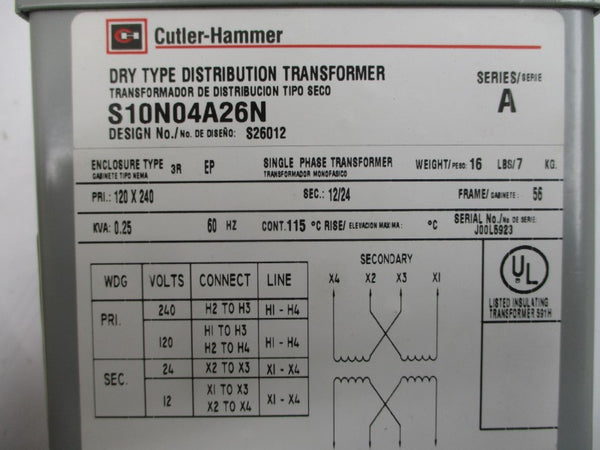 CH Cutler-Hammer
DRY TYPE DISTRIBUTION TRANSFORMER
TRANSFORMADOR DE DISTRIBUCION TIPO SECO
SERIES/SERIE
S10N04A26N
A
DESIGN No./No. DE DISEÑO: S26012
ENCLOSURE TYPE 3R EP SINGLE PHASE TRANSFORMER WEIGHT/PESO: 16 LBS/7 KG.
GABINETE TIPO NEMA TRANSFORMADOR MONOFASICO
PRI.: 120 X 240 SEC.: 12/24 FRAME/GABINETE: 56
KVA: 0.25 60 HZ CONT. 115 °C RISE/ELEVACION MAXIMA: °C SERIAL No./No DE SERIE:
J00L5923
SECONDARY
WDG VOLTS CONNECT LINE
X4 X2 X3 X1
PRI. 240 H2 TO H3 H1 - H4
120 H1 TO H3 H1 - H4
H2 TO H4
SEC. 24 X2 TO X3 X1 - X4
12 X1 TO X3 X1 - X4
X2 TO X4
UL
LISTED INSULATING
TRANSFORMER 591H